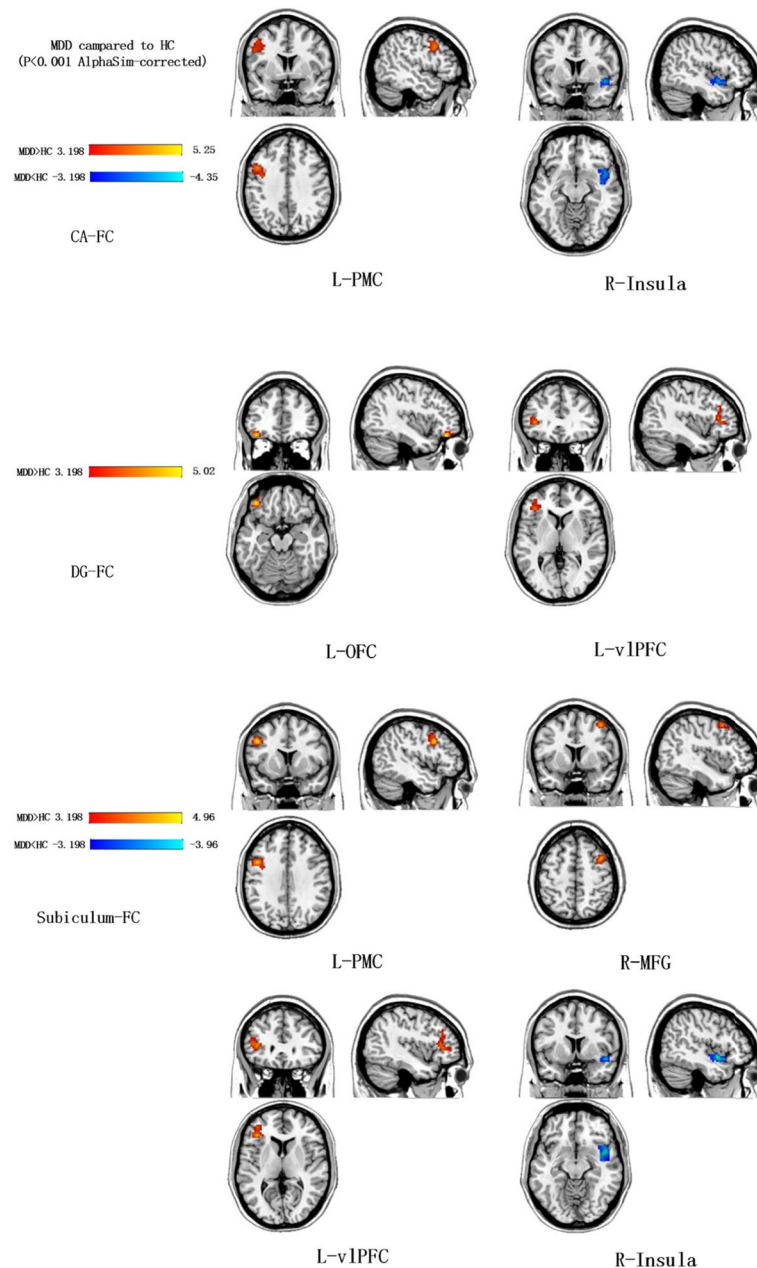 MDD campared to HC
(P<0.001 AlphaSim-corrected)
MDD>HC 3.198 5.25
MDD<HC -3.198 -4.35
CA-FC
L-PMC R-Insula
MDD>HC 3.198 5.02
DG-FC
L-OFC L-vlPFC
MDD>HC 3.198 4.96
MDD<HC -3.198 -3.96
Subiculum-FC
L-PMC R-MFG
L-vlPFC R-Insula